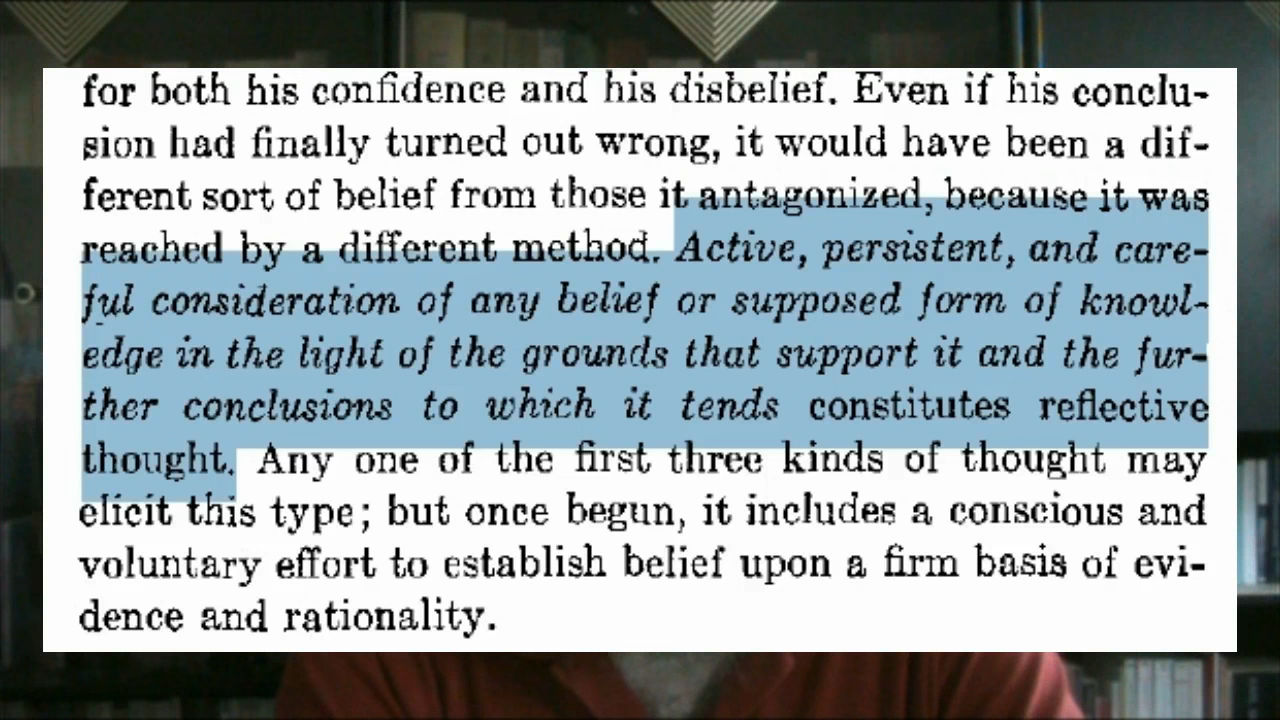 for both his confidence and his disbelief. Even if his conclu-
sion had finally turned out wrong, it would have been a dif-
ferent sort of belief from those it antagonized, because it was
reached by a different method. Active, persistent, and care-
ful consideration of any belief or supposed form of knowl-
edge in the light of the grounds that support it and the fur-
ther conclusions to which it tends constitutes reflective
thought. Any one of the first three kinds of thought may
elicit this type; but once begun, it includes a conscious and
voluntary effort to establish belief upon a firm basis of evi-
dence and rationality.